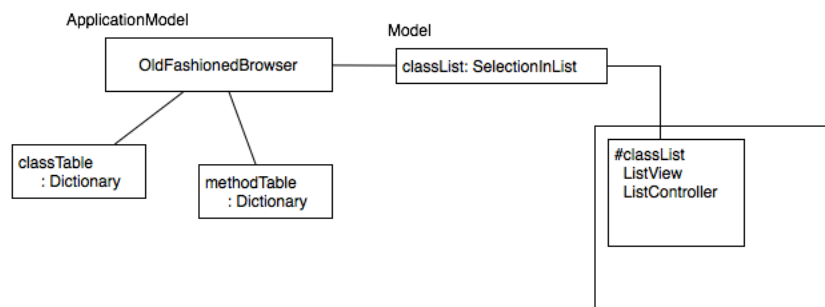 ApplicationModel
OldFashionedBrowser
Model
classList: SelectionInList
classTable
: Dictionary
methodTable
: Dictionary
#classList
ListView
ListController